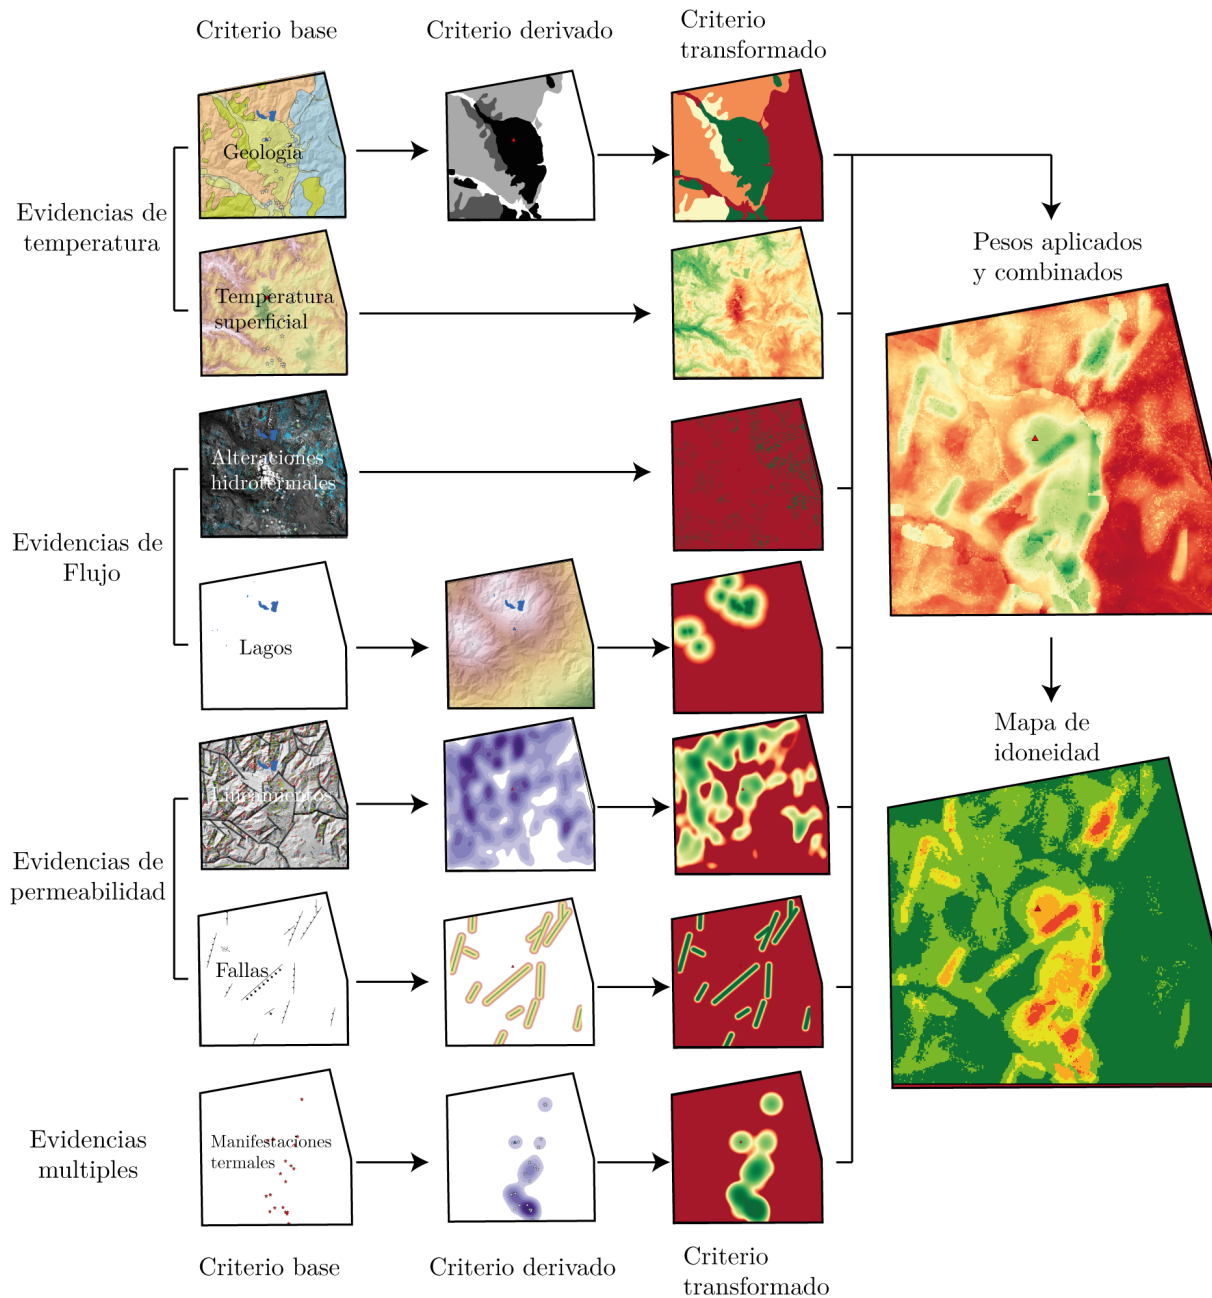 Criterio base
Criterio derivado
Criterio
transformado
Geología
Evidencias de
temperatura
Temperatura
superficial
Pesos aplicados
y combinados
Alteraciones
hidrotermales
Evidencias de
Flujo
Lagos
Mapa de
idoneidad
Lineamientos
Evidencias de
permeabilidad
Fallas
Evidencias
multiples
Manifestaciones
termales
Criterio base
Criterio derivado
Criterio
transformado